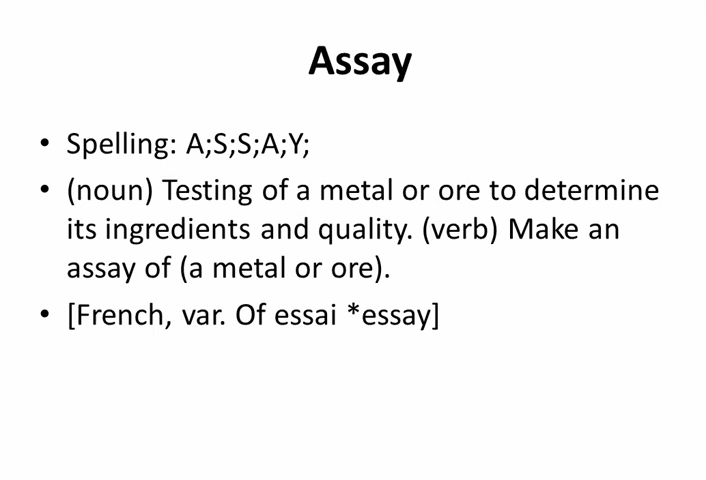 Assay
• Spelling: A;S;S;A;Y;
• (noun) Testing of a metal or ore to determine
its ingredients and quality. (verb) Make an
assay of (a metal or ore).
• [French, var. Of essai *essay]